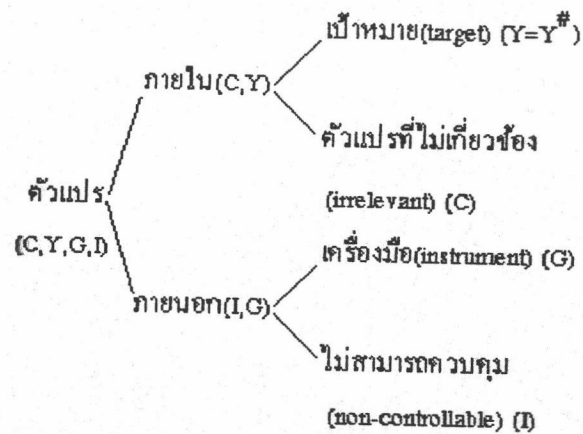 เป้าหมาย(target) (Y=Y#)
ภายใน(C,Y)
ตัวแปรที่ไม่เกี่ยวข้อง
(irrelevant) (C)
ตัวแปร
(C,Y,G,I)
เครื่องมือ(instrument) (G)
ภายนอก(I,G)
ไม่สามารถควบคุม
(non-controllable) (I)